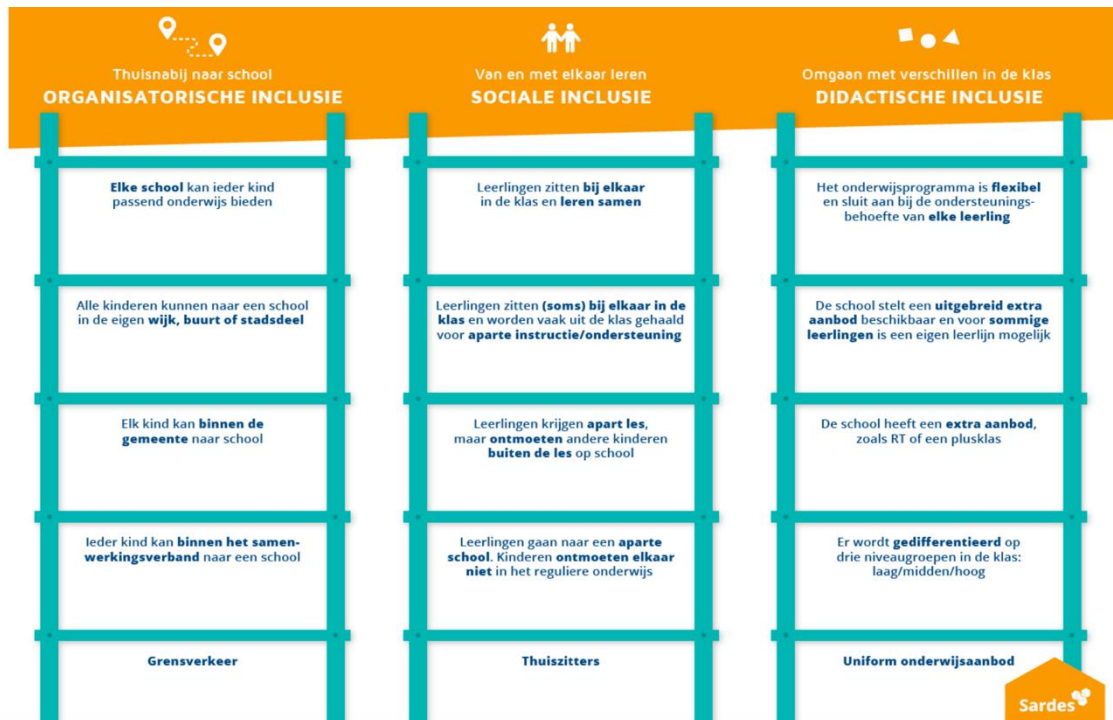 Thuisnabij naar school
ORGANISATORISCHE INCLUSIE
Elke school kan ieder kind
passend onderwijs bieden
Alle kinderen kunnen naar een school
in de eigen wijk, buurt of stadsdeel
Elk kind kan binnen de
gemeente naar school
Ieder kind kan binnen het samen-
werkingsverband naar een school
Grensverkeer
Van en met elkaar leren
SOCIALE INCLUSIE
Leerlingen zitten bij elkaar
in de klas en leren samen
Leerlingen zitten (soms) bij elkaar in de
klas en worden vaak uit de klas gehaald
voor aparte instructie/ondersteuning
Leerlingen krijgen apart les,
maar ontmoeten andere kinderen
buiten de les op school
Leerlingen gaan naar een aparte
school. Kinderen ontmoeten elkaar
niet in het reguliere onderwijs
Thuiszitters
Omgaan met verschillen in de klas
DIDACTISCHE INCLUSIE
Het onderwijsprogramma is flexibel
en sluit aan bij de ondersteunings-
behoefte van elke leerling
De school stelt een uitgebreid extra
aanbod beschikbaar en voor sommige
leerlingen is een eigen leerlijn mogelijk
De school heeft een extra aanbod,
zoals RT of een plusklas
Er wordt gedifferentieerd op
drie niveaugroepen in de klas:
laag/midden/hoog
Uniform onderwijsaanbod
Sardes